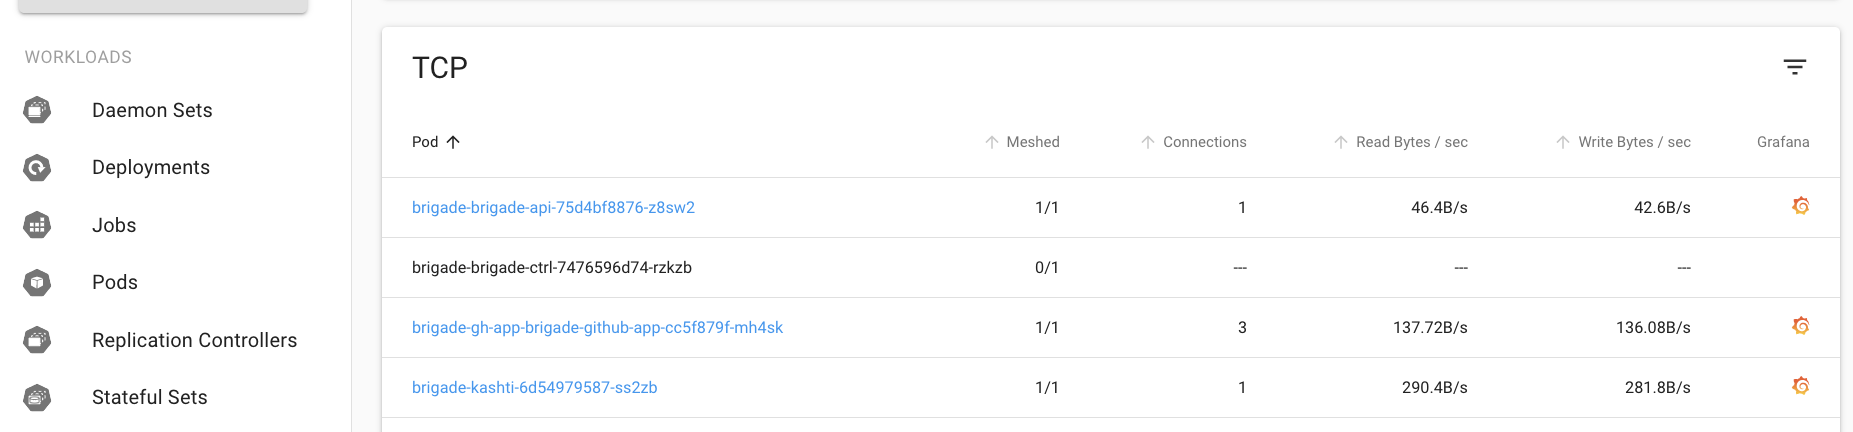 WORKLOADS
Daemon Sets
Deployments
Jobs
Pods
Replication Controllers
Stateful Sets
TCP
Pod Meshed Connections Read Bytes / sec Write Bytes / sec Grafana
brigade-brigade-api-75d4bf8876-z8sw2 1/1 1 46.4B/s 42.6B/s
brigade-brigade-ctrl-7476596d74-rzkzb 0/1 --- --- ---
brigade-gh-app-brigade-github-app-cc5f879f-mh4sk 1/1 3 137.72B/s 136.08B/s
brigade-kashti-6d54979587-ss2zb 1/1 1 290.4B/s 281.8B/s